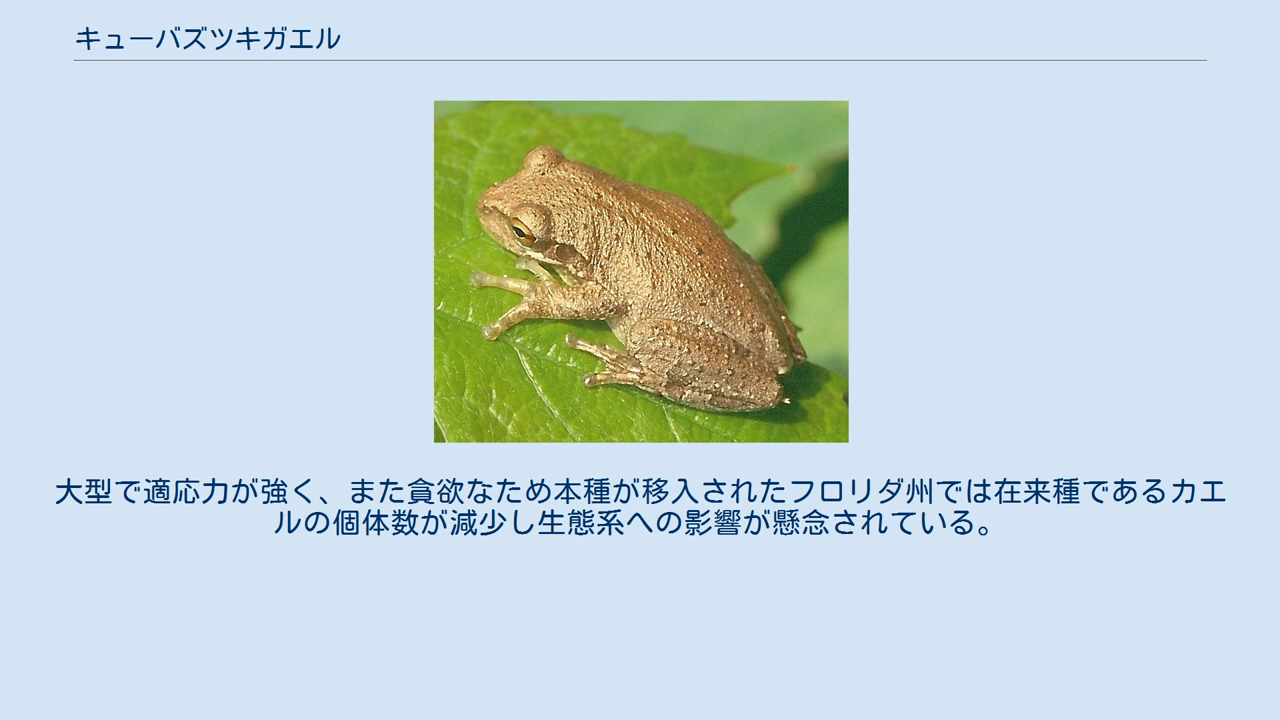 キューバズツキガエル
大型で適応力が強く、また貪欲なため本種が移入されたフロリダ州では在来種であるカエ
ルの個体数が減少し生態系への影響が懸念されている。